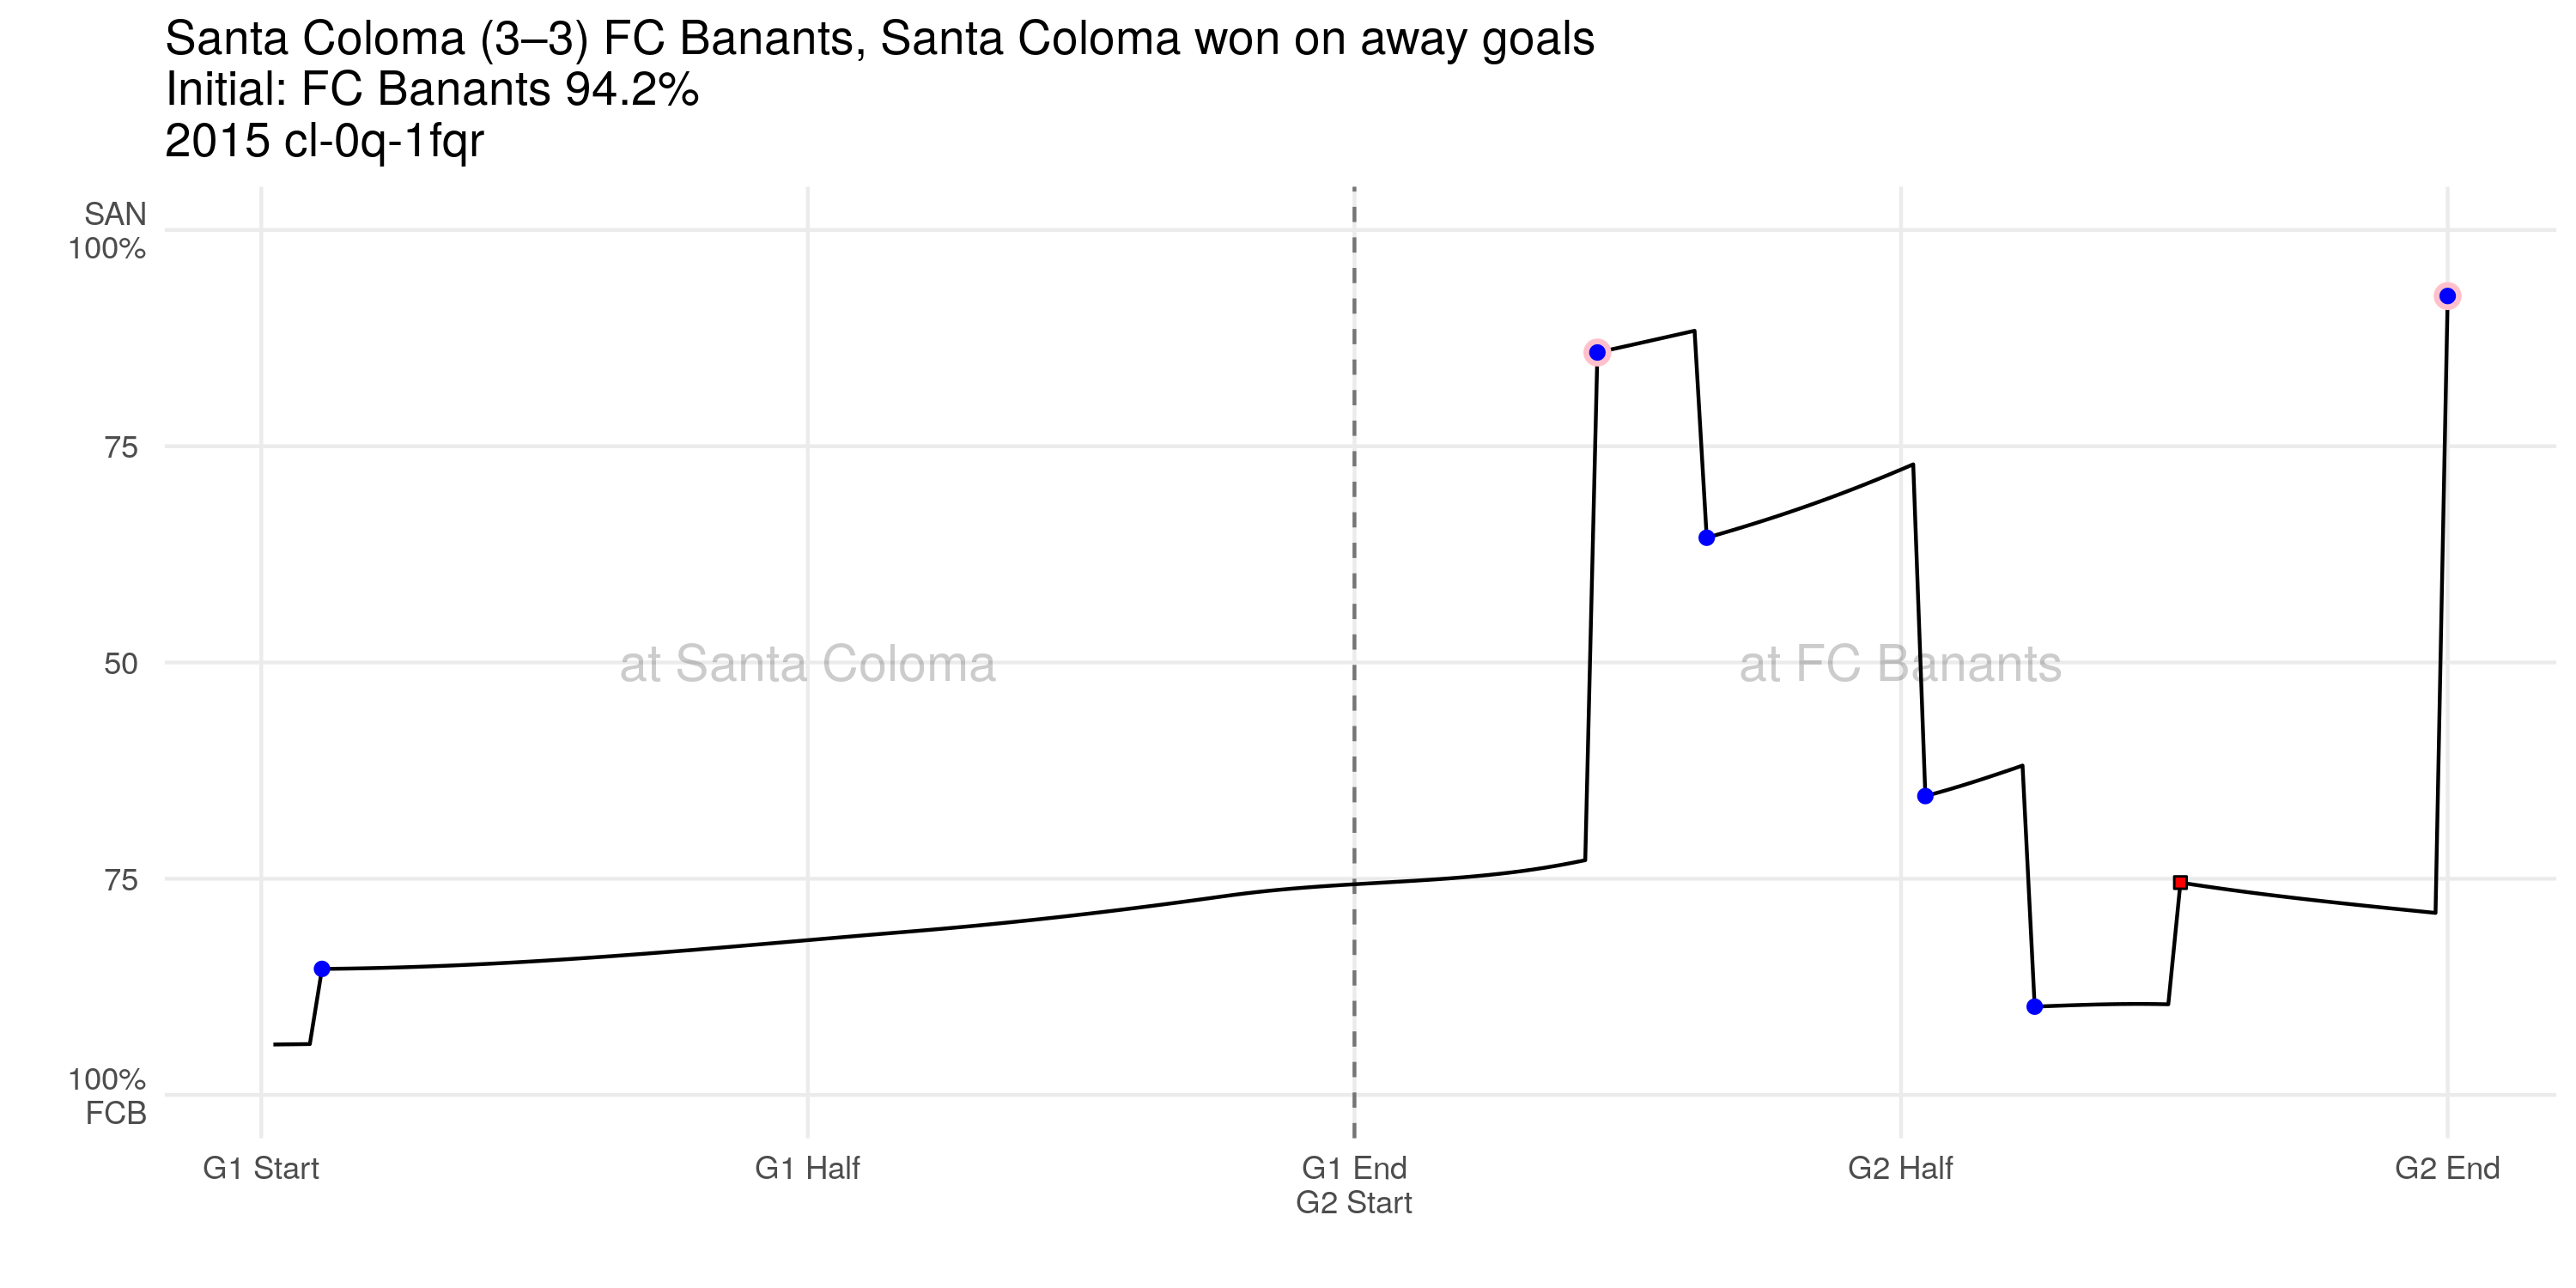 Santa Coloma (3–3) FC Banants, Santa Coloma won on away goals
Initial: FC Banants 94.2%
2015 cl-0q-1fqr
SAN
100%
75
50
75
100%
FCB
at Santa Coloma
at FC Banants
G1 Start
G1 Half
G1 End
G2 Start
G2 Half
G2 End